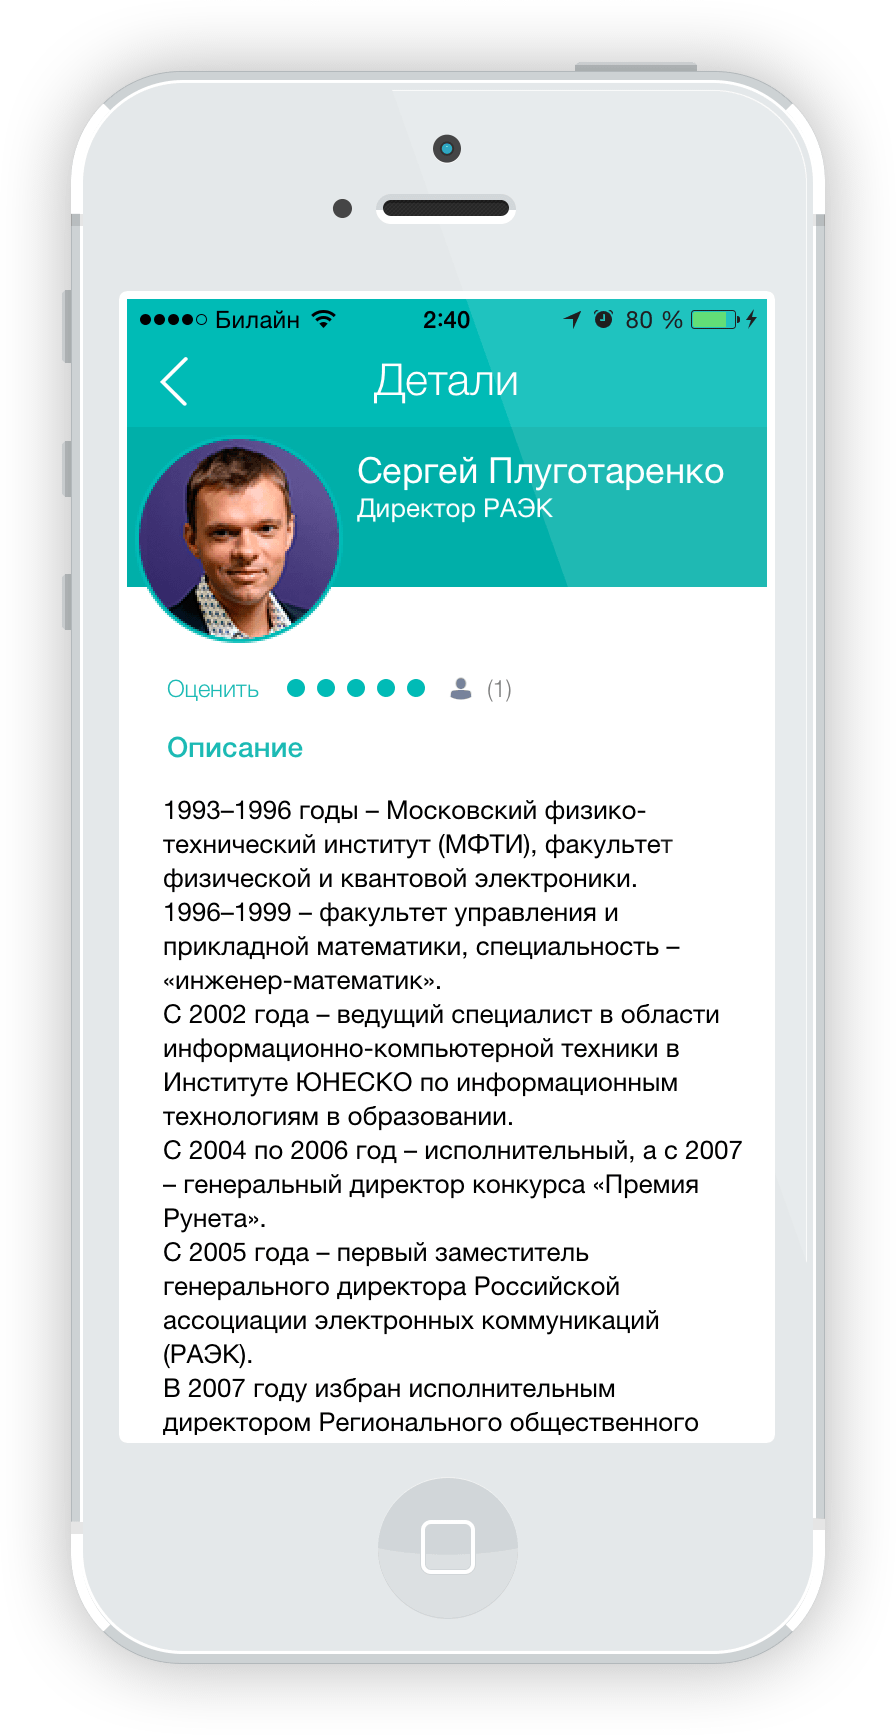 Билайн 2:40 80 %
Детали
Сергей Плуготаренко
Директор РАЭК
Оценить (1)
Описание
1993–1996 годы – Московский физико-
технический институт (МФТИ), факультет
физической и квантовой электроники.
1996–1999 – факультет управления и
прикладной математики, специальность –
«инженер-математик».
С 2002 года – ведущий специалист в области
информационно-компьютерной техники в
Институте ЮНЕСКО по информационным
технологиям в образовании.
С 2004 по 2006 год – исполнительный, а с 2007
– генеральный директор конкурса «Премия
Рунета».
С 2005 года – первый заместитель
генерального директора Российской
ассоциации электронных коммуникаций
(РАЭК).
В 2007 году избран исполнительным
директором Регионального общественного